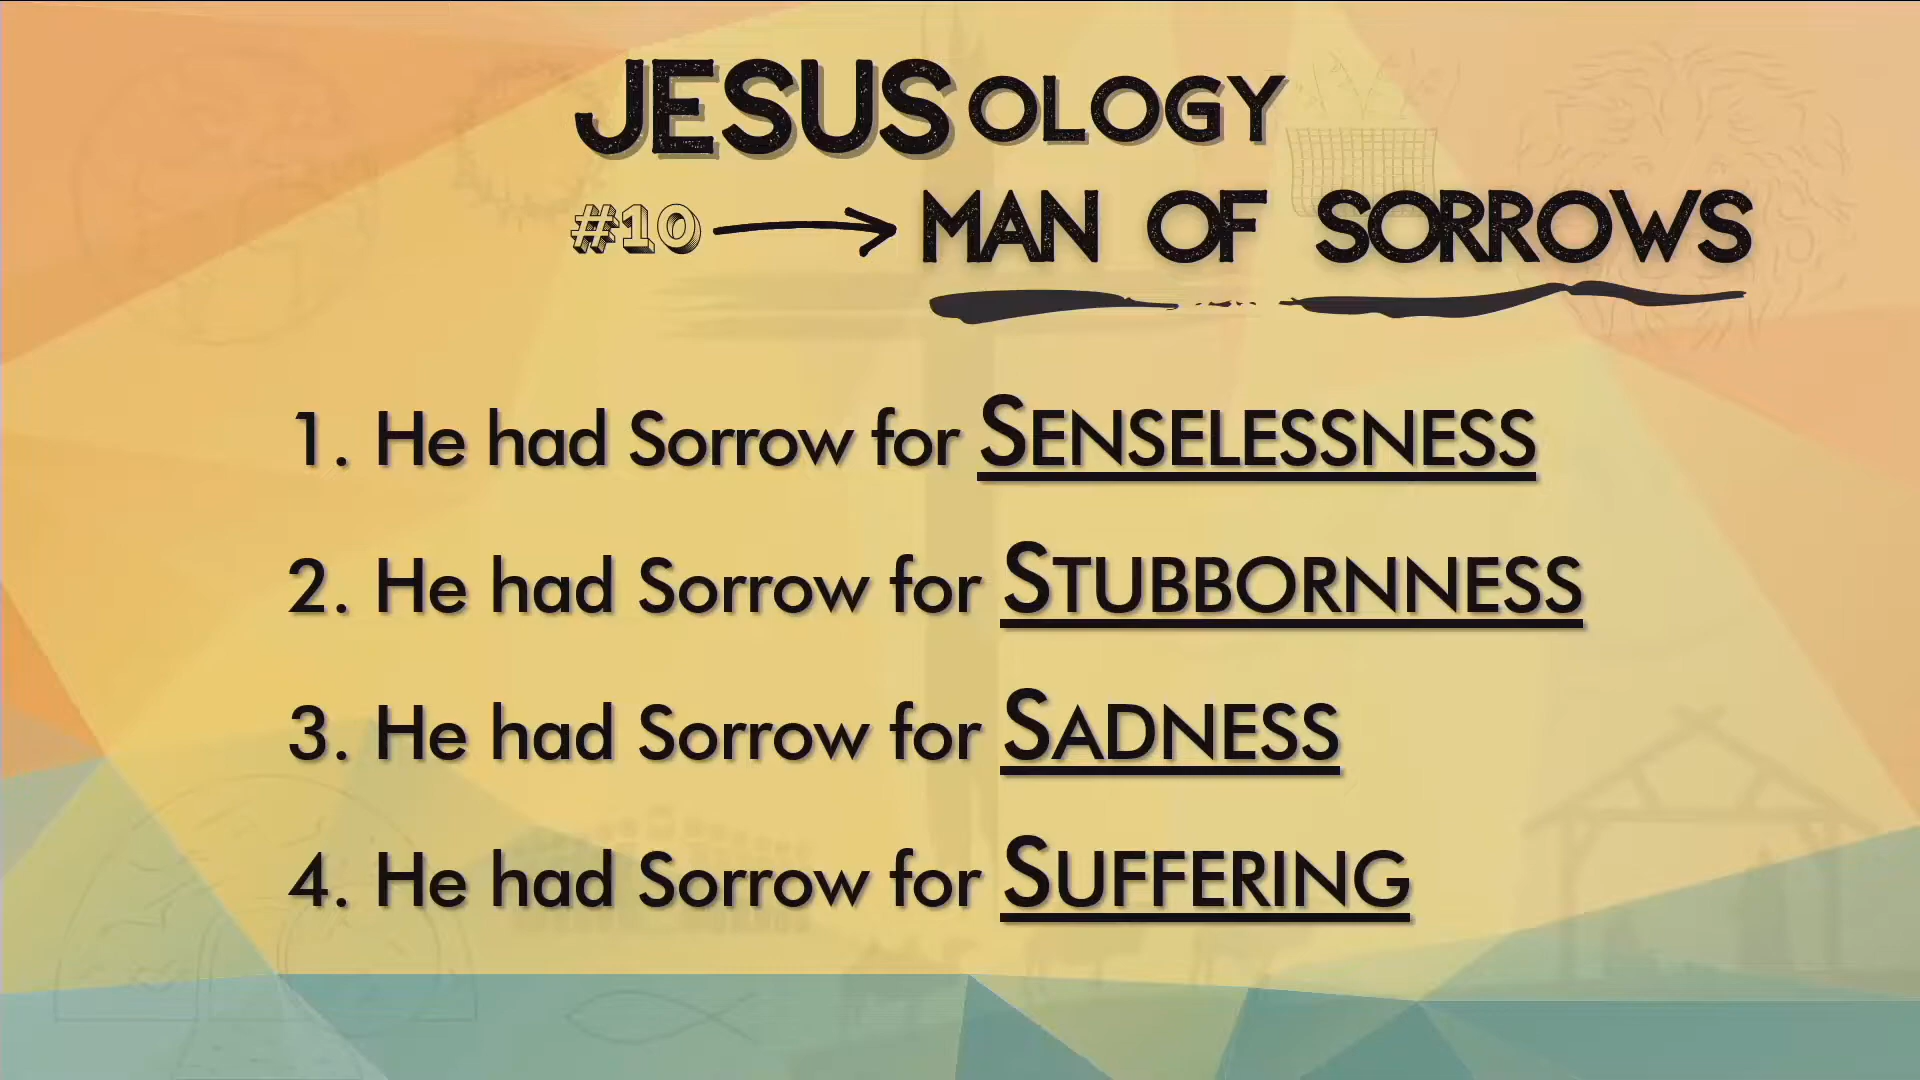 JESUSOLOGY
#10 MAN OF SORROWS
1. He had Sorrow for SENSELESSNESS
2. He had Sorrow for STUBBORNNESS
3. He had Sorrow for SADNESS
4. He had Sorrow for SUFFERING